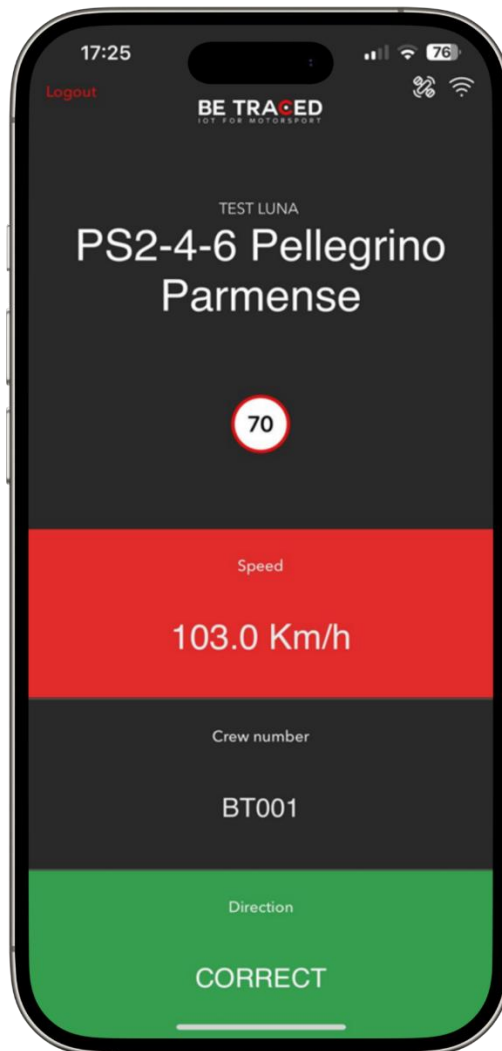 17:25
76
Logout
BE TRACED
IOT FOR MOTORSPORT
TEST LUNA
PS2-4-6 Pellegrino
Parmense
70
Speed
103.0 Km/h
Crew number
BT001
Direction
CORRECT